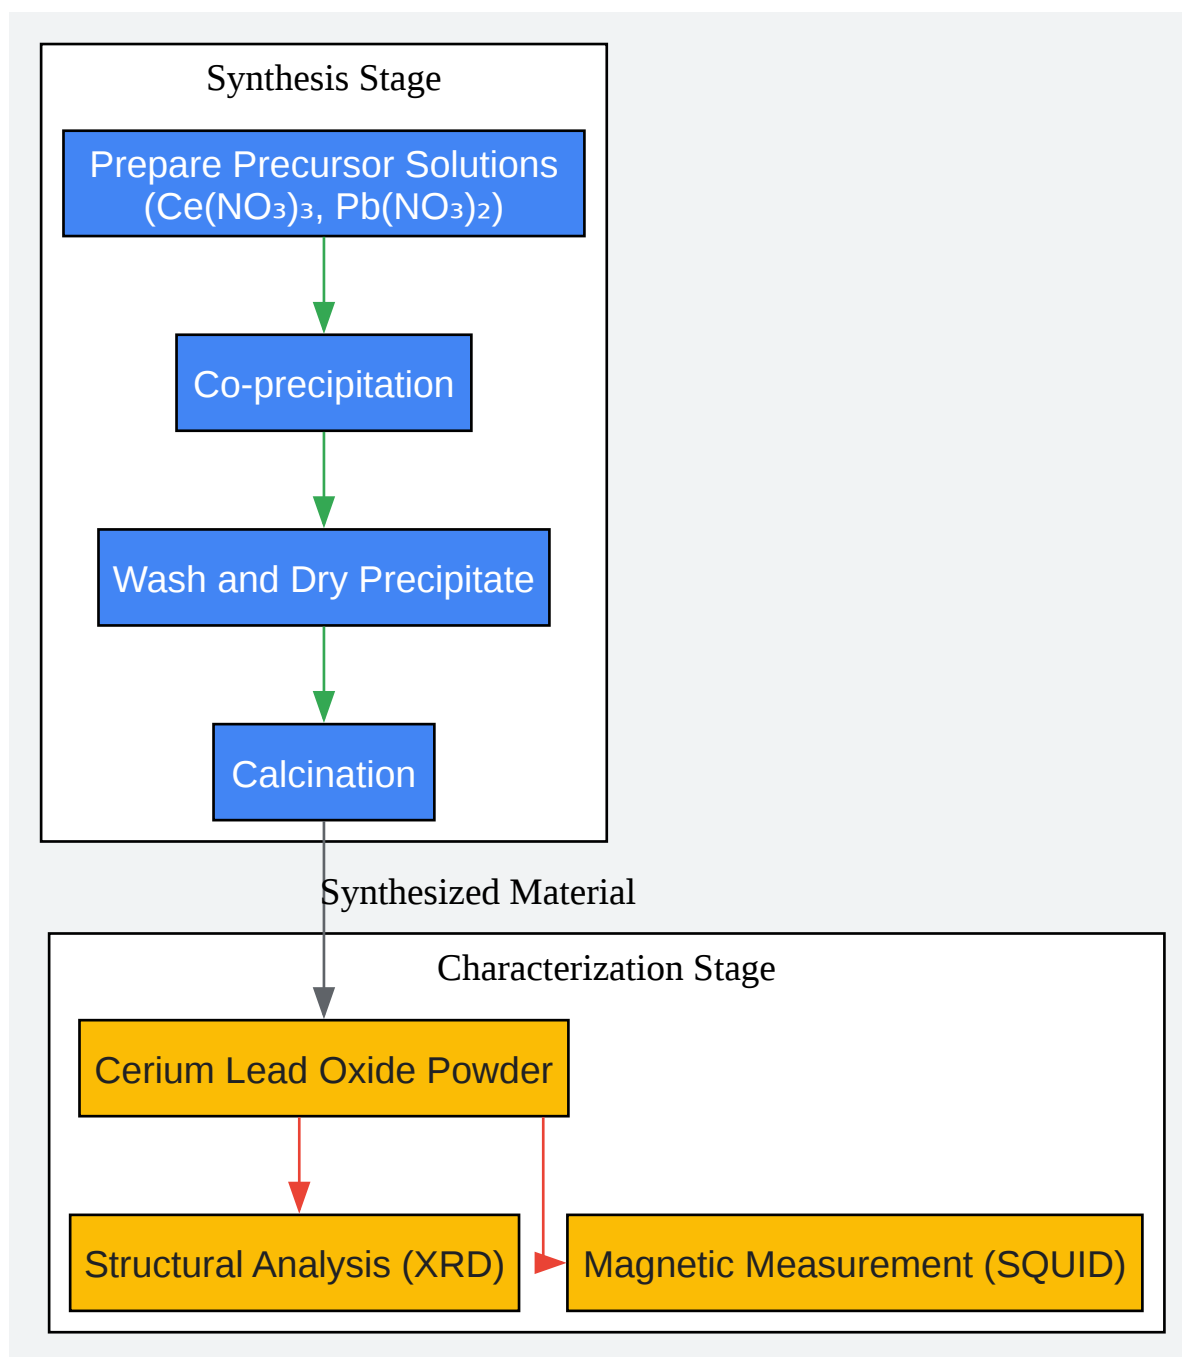 Synthesis Stage
Prepare Precursor Solutions
(Ce(NO₃)₃, Pb(NO₃)₂)
Co-precipitation
Wash and Dry Precipitate
Calcination
Synthesized Material
Characterization Stage
Cerium Lead Oxide Powder
Structural Analysis (XRD)
Magnetic Measurement (SQUID)